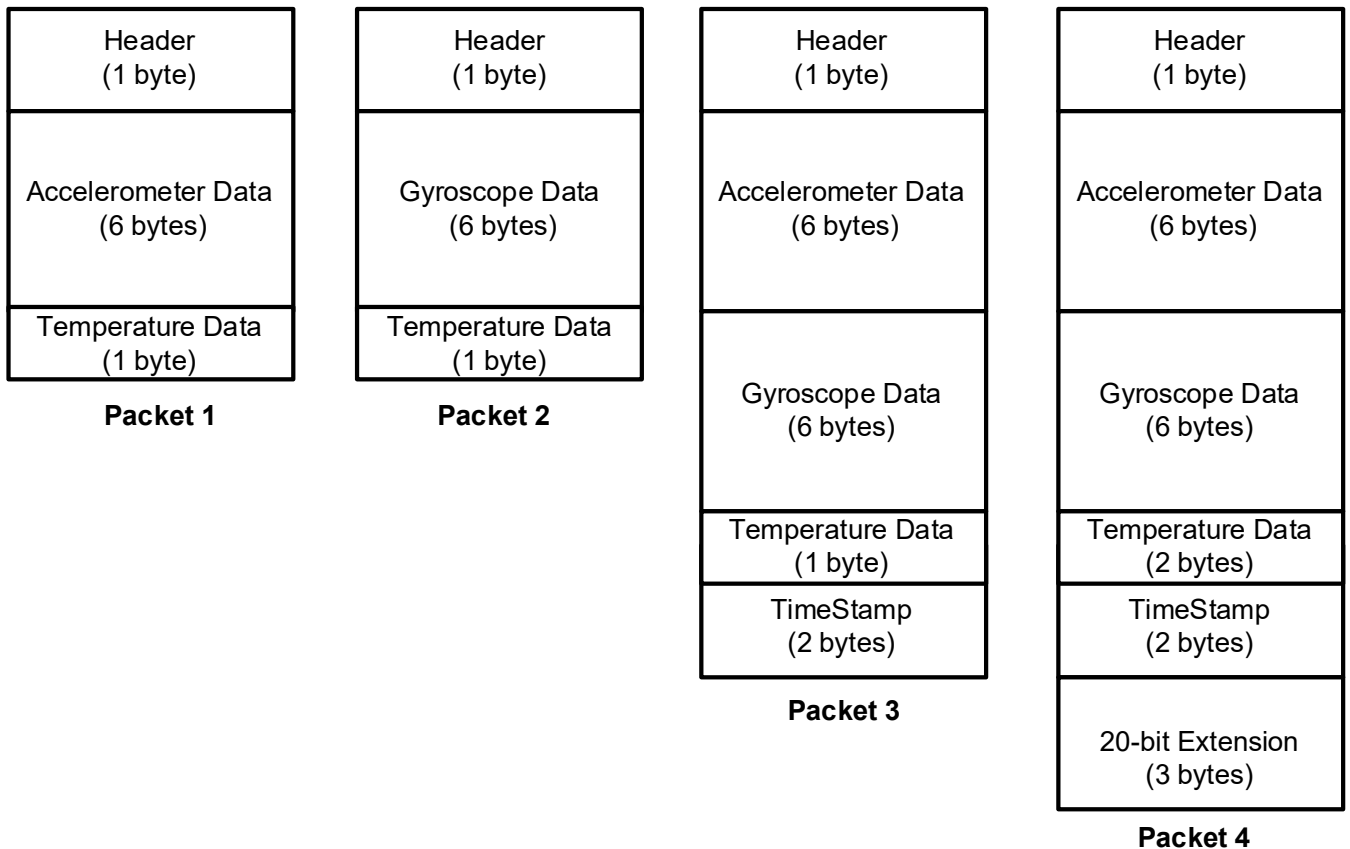 Header
(1 byte)
Accelerometer Data
(6 bytes)
Temperature Data
(1 byte)
Packet 1
Header
(1 byte)
Gyroscope Data
(6 bytes)
Temperature Data
(1 byte)
Packet 2
Header
(1 byte)
Accelerometer Data
(6 bytes)
Gyroscope Data
(6 bytes)
Temperature Data
(1 byte)
TimeStamp
(2 bytes)
Packet 3
Header
(1 byte)
Accelerometer Data
(6 bytes)
Gyroscope Data
(6 bytes)
Temperature Data
(2 bytes)
TimeStamp
(2 bytes)
20-bit Extension
(3 bytes)
Packet 4